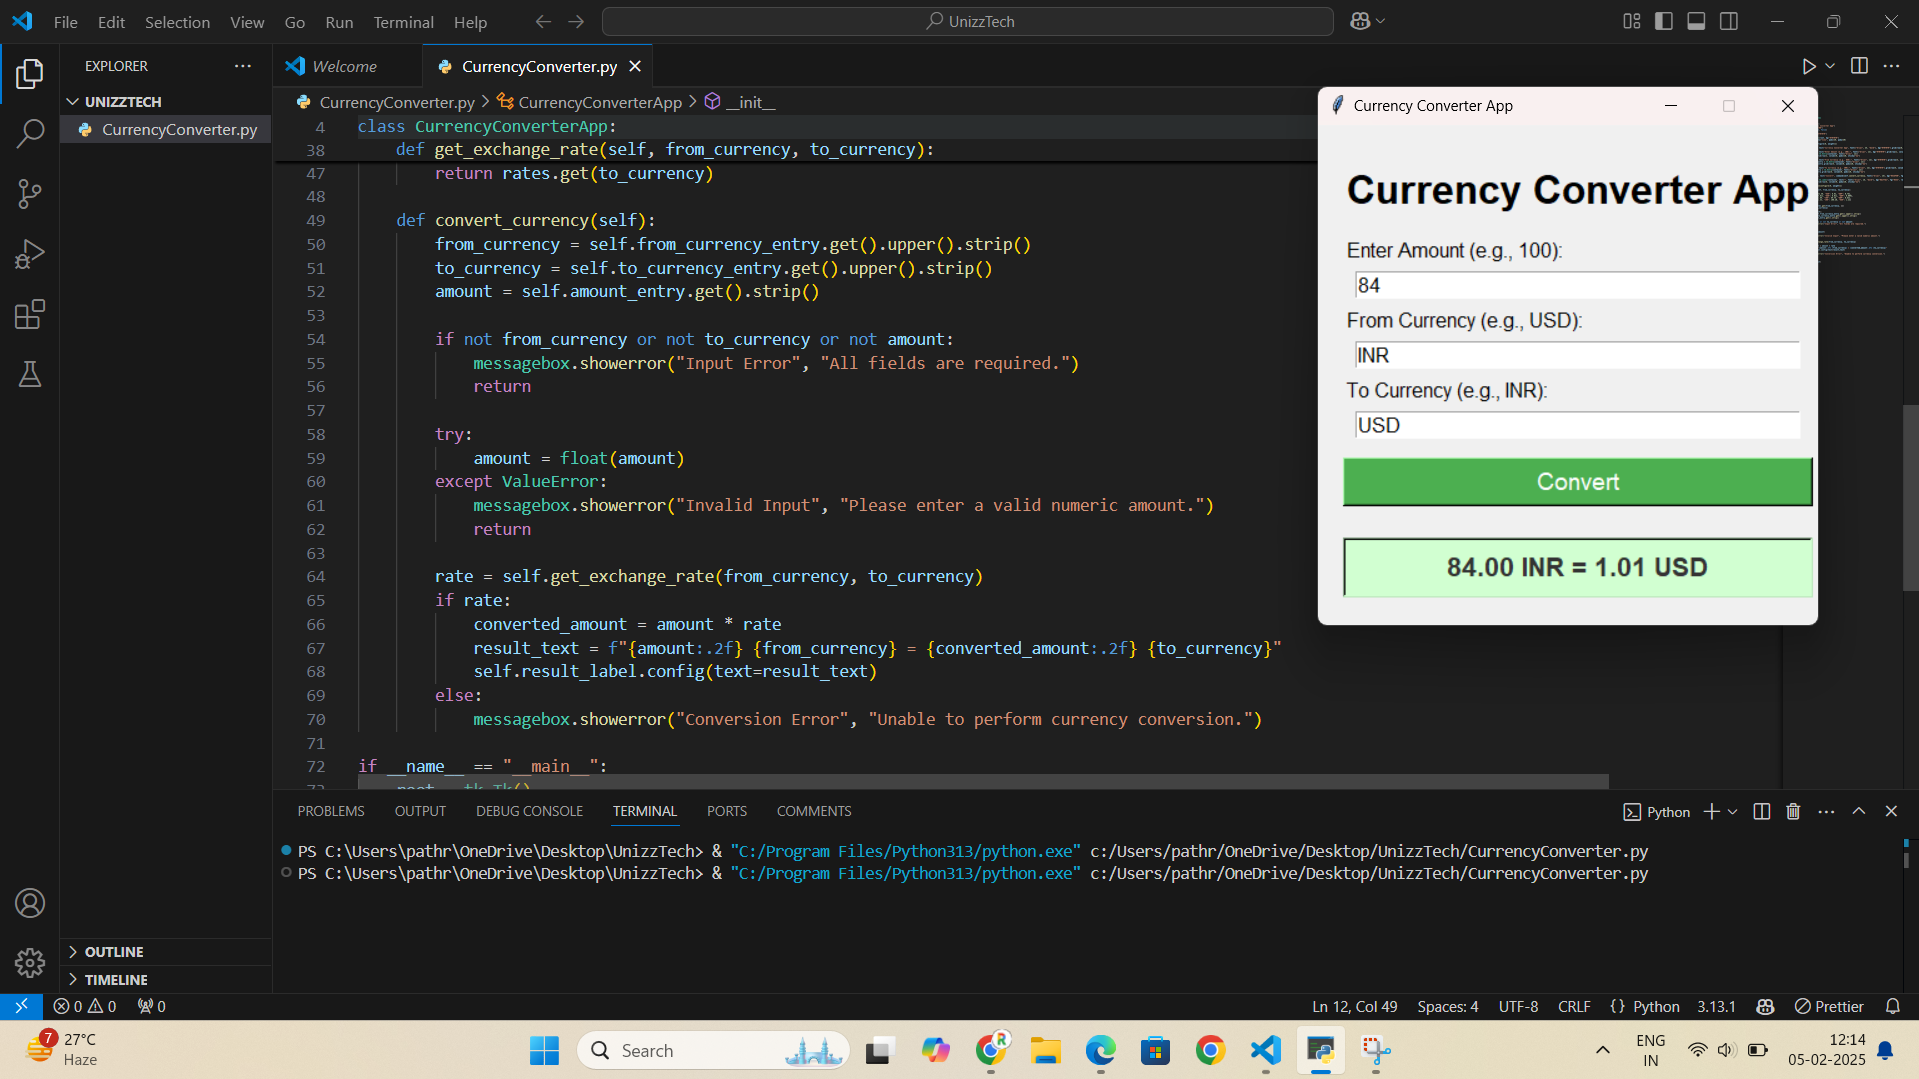 File Edit Selection View Go Run Terminal Help
UnizzTech
EXPLORER
UNIZZTECH
CurrencyConverter.py
OUTLINE
TIMELINE
Welcome
CurrencyConverter.py
CurrencyConverter.py > CurrencyConverterApp > __init__
4 class CurrencyConverterApp:
38 def get_exchange_rate(self, from_currency, to_currency):
47 return rates.get(to_currency)
48
49 def convert_currency(self):
50 from_currency = self.from_currency_entry.get().upper().strip()
51 to_currency = self.to_currency_entry.get().upper().strip()
52 amount = self.amount_entry.get().strip()
53
54 if not from_currency or not to_currency or not amount:
55 messagebox.showerror("Input Error", "All fields are required.")
56 return
57
58 try:
59 amount = float(amount)
60 except ValueError:
61 messagebox.showerror("Invalid Input", "Please enter a valid numeric amount.")
62 return
63
64 rate = self.get_exchange_rate(from_currency, to_currency)
65 if rate:
66 converted_amount = amount * rate
67 result_text = f"{amount:.2f} {from_currency} = {converted_amount:.2f} {to_currency}"
68 self.result_label.config(text=result_text)
69 else:
70 messagebox.showerror("Conversion Error", "Unable to perform currency conversion.")
71
72 if __name__ == "__main__":
Currency Converter App
Currency Converter App
Enter Amount (e.g., 100):
84
From Currency (e.g., USD):
INR
To Currency (e.g., INR):
USD
Convert
84.00 INR = 1.01 USD
PROBLEMS OUTPUT DEBUG CONSOLE TERMINAL PORTS COMMENTS
Python
PS C:\Users\pathr\OneDrive\Desktop\UnizzTech> & "C:/Program Files/Python313/python.exe" c:/Users/pathr/OneDrive/Desktop/UnizzTech/CurrencyConverter.py
PS C:\Users\pathr\OneDrive\Desktop\UnizzTech> & "C:/Program Files/Python313/python.exe" c:/Users/pathr/OneDrive/Desktop/UnizzTech/CurrencyConverter.py
0 0 0
Ln 12, Col 49 Spaces: 4 UTF-8 CRLF {} Python 3.13.1 Prettier
7
27°C
Haze
Search
R
ENG
IN
12:14
05-02-2025